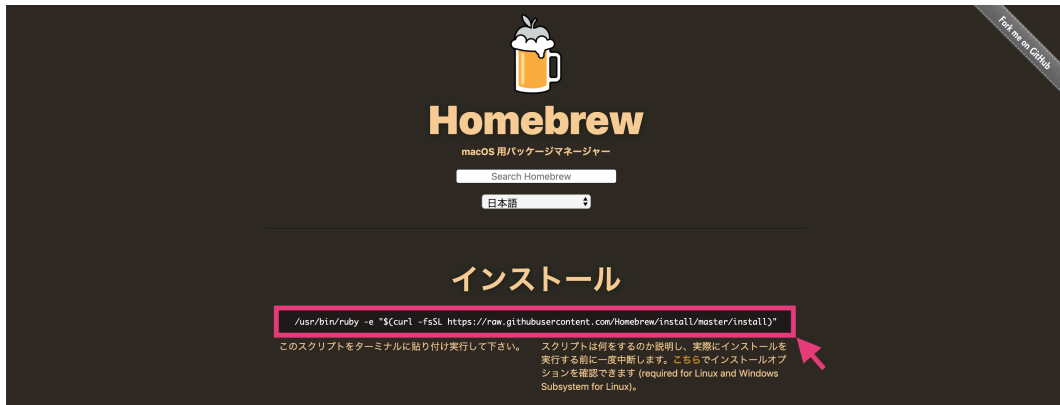 Fork me on GitHub
Homebrew
macOS 用パッケージマネージャー
Search Homebrew
日本語
インストール
/usr/bin/ruby -e "$(curl -fsSL https://raw.githubusercontent.com/Homebrew/install/master/install)"
このスクリプトをターミナルに貼り付け実行して下さい。
スクリプトは何をするのか説明し、実際にインストールを
実行する前に一度中断します。こちらでインストールオプ
ションを確認できます (required for Linux and Windows
Subsystem for Linux)。